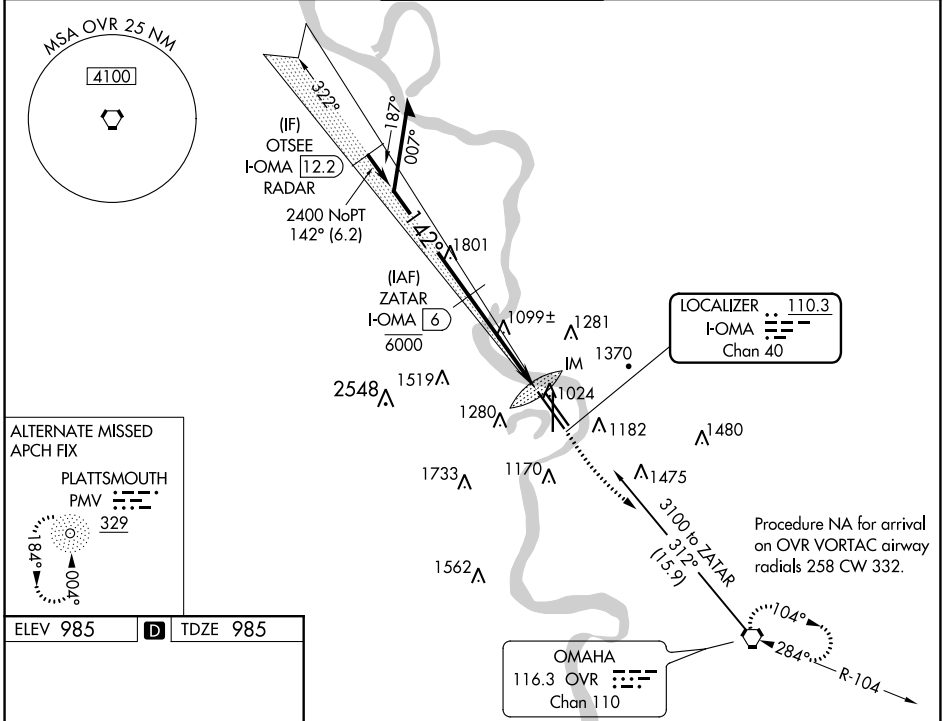 MSA OVR 25 NM
4100
322°
187°
007°
(IF)
OTSEE
I-OMA 12.2
RADAR
2400 NoPT
142° (6.2)
142°
1801
(IAF)
ZATAR
I-OMA 6
6000
1099±
1281
IM
1370
LOCALIZER 110.3
I-OMA
Chan 40
2548
1519
1024
1280
1182
1480
1733
1170
1475
1562
3100 to ZATAR
312°
(15.9)
Procedure NA for arrival
on OVR VORTAC airway
radials 258 CW 332.
ALTERNATE MISSED
APCH FIX
PLATTSMOUTH
PMV
329
184°
004°
104°
284°
R-104
OMAHA
116.3 OVR
Chan 110
ELEV 985 D TDZE 985